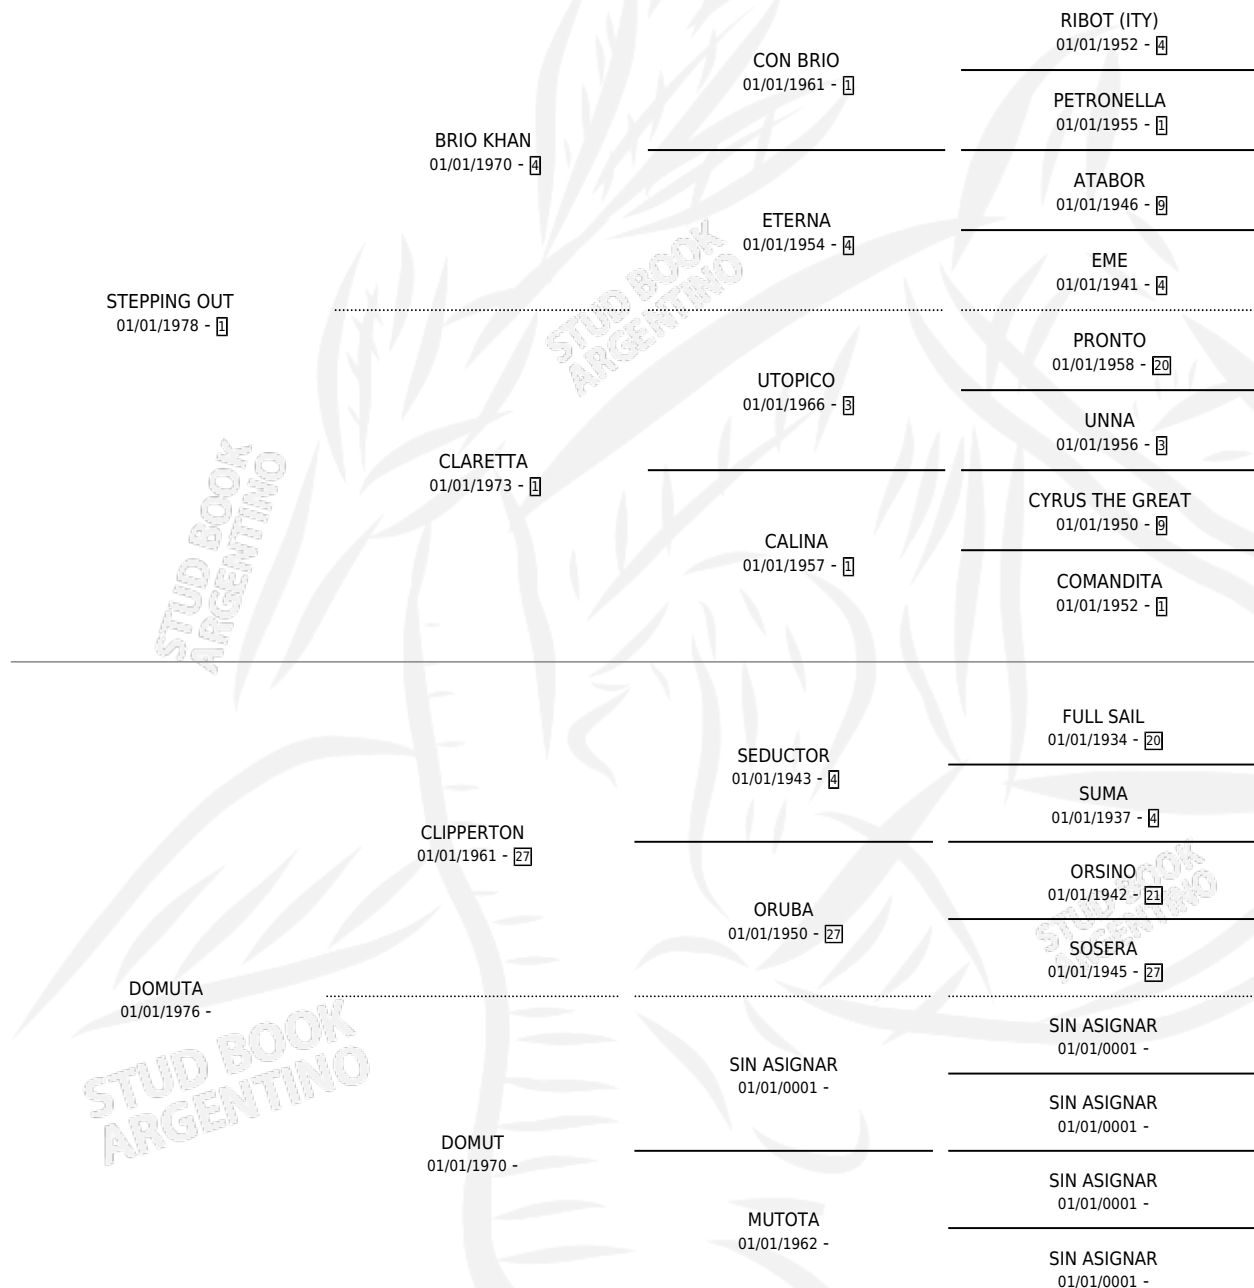 STEPPING OUT
01/01/1978 - 1
BRIO KHAN
01/01/1970 - 4
CLARETTA
01/01/1973 - 1
CON BRIO
01/01/1961 - 1
ETERNA
01/01/1954 - 4
UTOPICO
01/01/1966 - 3
CALINA
01/01/1957 - 1
RIBOT (ITY)
01/01/1952 - 4
PETRONELLA
01/01/1955 - 1
ATABOR
01/01/1946 - 9
EME
01/01/1941 - 4
PRONTO
01/01/1958 - 20
UNNA
01/01/1956 - 3
CYRUS THE GREAT
01/01/1950 - 9
COMANDITA
01/01/1952 - 1
STUD BOOK
ARGENTINO
STUD BOOK
ARGENTINO
DOMUTA
01/01/1976 -
CLIPPERTON
01/01/1961 - 27
DOMUT
01/01/1970 -
SEDUCTOR
01/01/1943 - 4
ORUBA
01/01/1950 - 27
SIN ASIGNAR
01/01/0001 -
MUTOTA
01/01/1962 -
FULL SAIL
01/01/1934 - 20
SUMA
01/01/1937 - 4
ORSINO
01/01/1942 - 21
SOSERA
01/01/1945 - 27
SIN ASIGNAR
01/01/0001 -
SIN ASIGNAR
01/01/0001 -
SIN ASIGNAR
01/01/0001 -
SIN ASIGNAR
01/01/0001 -
STUD BOOK
ARGENTINO
STUD BOOK
ARGENTINO